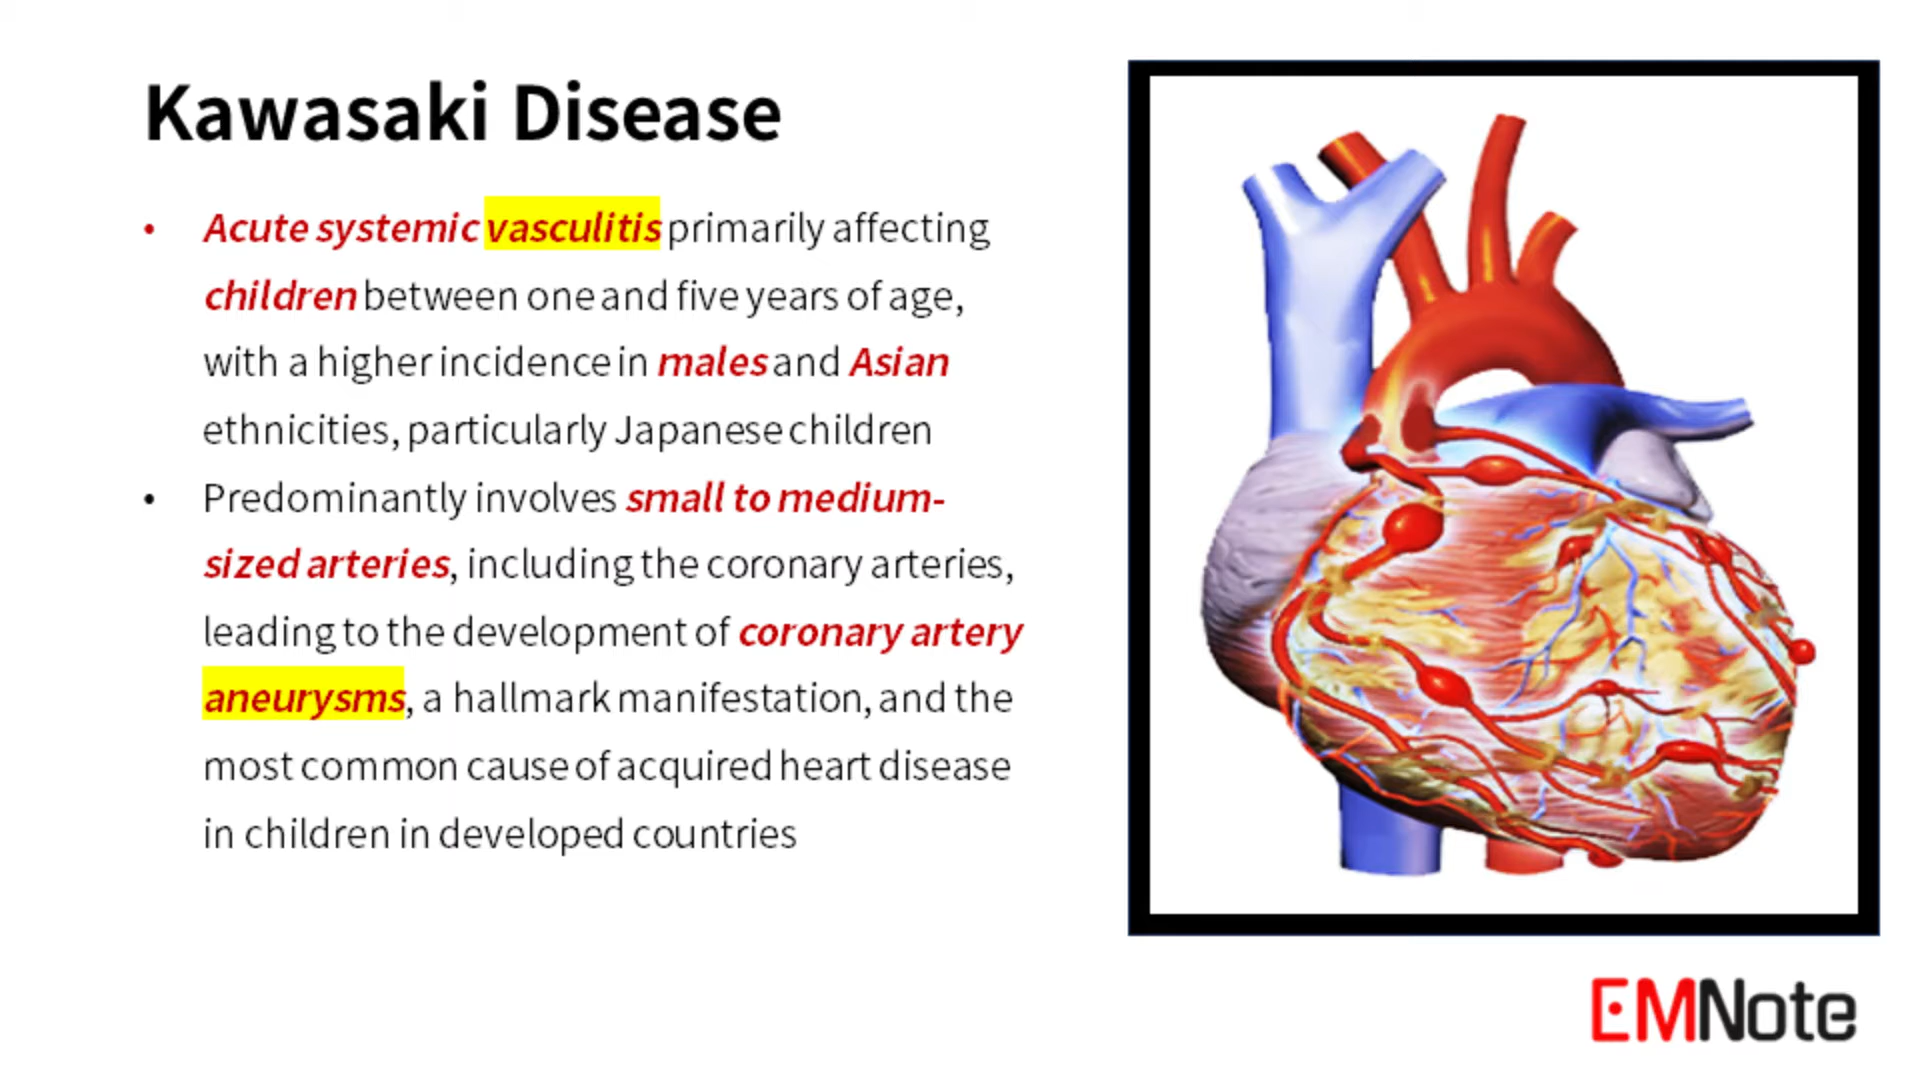 Kawasaki Disease
• Acute systemic vasculitis primarily affecting
children between one and five years of age,
with a higher incidence in males and Asian
ethnicities, particularly Japanese children
• Predominantly involves small to medium-
sized arteries, including the coronary arteries,
leading to the development of coronary artery
aneurysms, a hallmark manifestation, and the
most common cause of acquired heart disease
in children in developed countries
EMNote